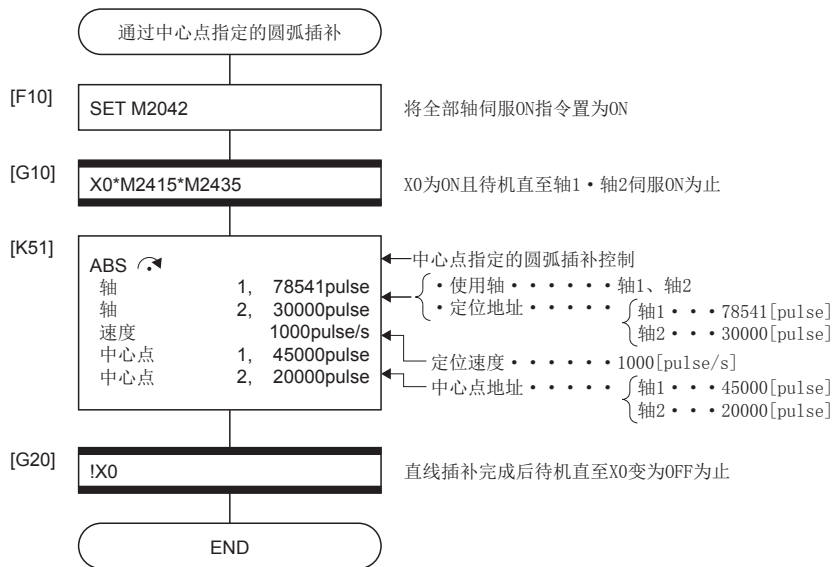 通过中心点指定的圆弧插补
[F10]
SET M2042
将全部轴伺服ON指令置为ON
[G10]
X0*M2415*M2435
X0为ON且待机直至轴1・轴2伺服ON为止
[K51]
ABS
轴 1, 78541pulse
轴 2, 30000pulse
速度 1000pulse/s
中心点 1, 45000pulse
中心点 2, 20000pulse
中心点指定的圆弧插补控制
・使用轴・・・・・・轴1、轴2
・定位地址・・・・・
轴1・・・78541[pulse]
轴2・・・30000[pulse]
定位速度・・・・・・1000[pulse/s]
中心点地址・・・・・
轴1・・・45000[pulse]
轴2・・・20000[pulse]
[G20]
!X0
直线插补完成后待机直至X0变为OFF为止
END